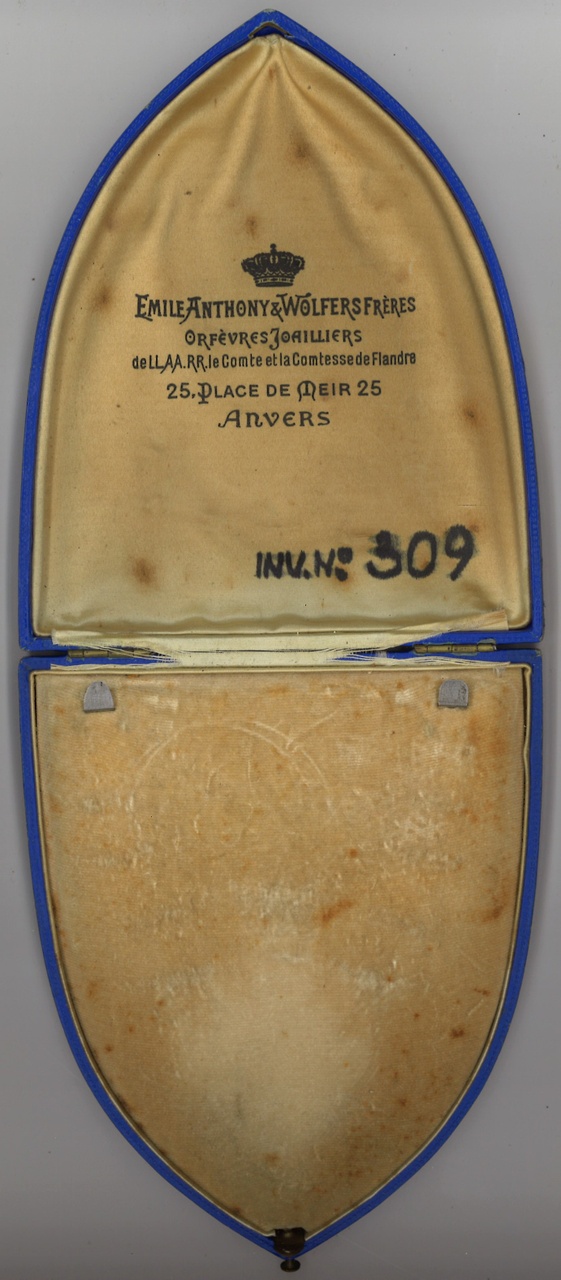 EMILE ANTHONY & WOLFERS FRÈRES
ORFÈVRES JOAILLIERS
de LL.AA.RR. le Comte et la Comtesse de Flandre
25, PLACE DE MEIR 25
ANVERS
INV. No 309